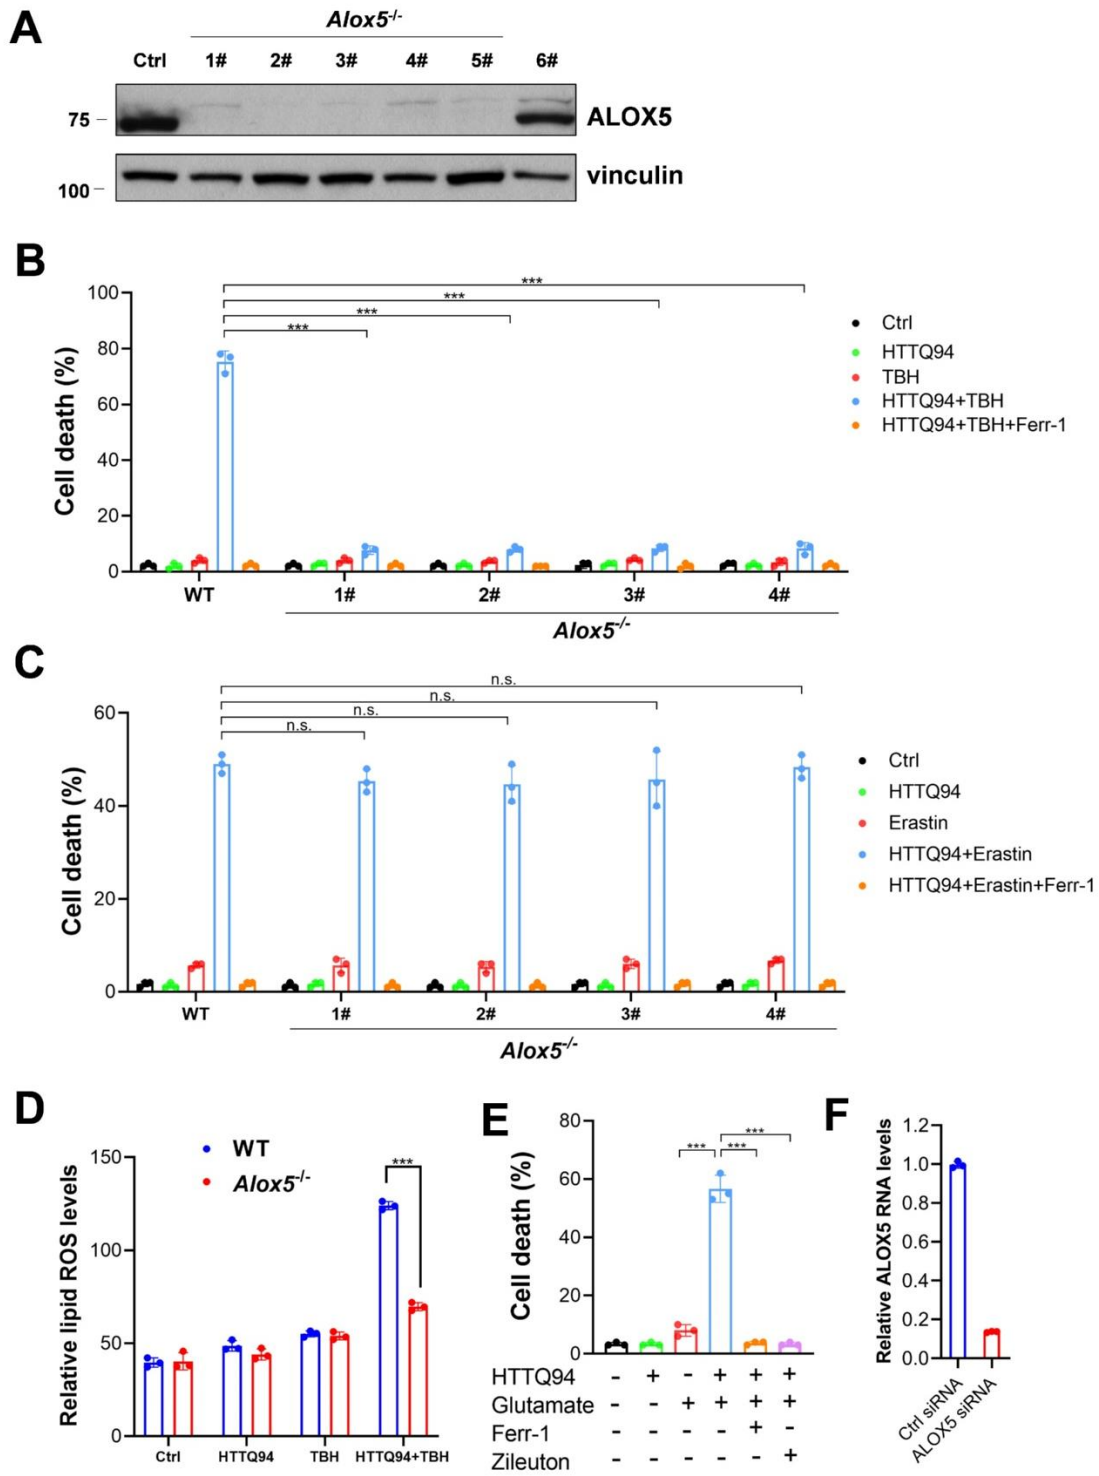 A
Alox5-/-
Ctrl 1# 2# 3# 4# 5# 6#
75
ALOX5
100
vinculin
B
Cell death (%)
100
80
60
40
20
0
***
***
***
***
Ctrl
HTTQ94
TBH
HTTQ94+TBH
HTTQ94+TBH+Ferr-1
WT 1# 2# 3# 4#
Alox5-/-
C
Cell death (%)
60
40
20
0
n.s.
n.s.
n.s.
n.s.
Ctrl
HTTQ94
Erastin
HTTQ94+Erastin
HTTQ94+Erastin+Ferr-1
WT 1# 2# 3# 4#
Alox5-/-
D
WT
Alox5-/-
Relative lipid ROS levels
150
100
50
0
***
Ctrl HTTQ94 TBH HTTQ94+TBH
E
Cell death (%)
80
60
40
20
0
***
*** ***
HTTQ94 - + - + + +
Glutamate - - + + + +
Ferr-1 - - - - + -
Zileuton - - - - - +
F
Relative ALOX5 RNA levels
1.2
1.0
0.8
0.6
0.4
0.2
0.0
Ctrl siRNA
ALOX5 siRNA